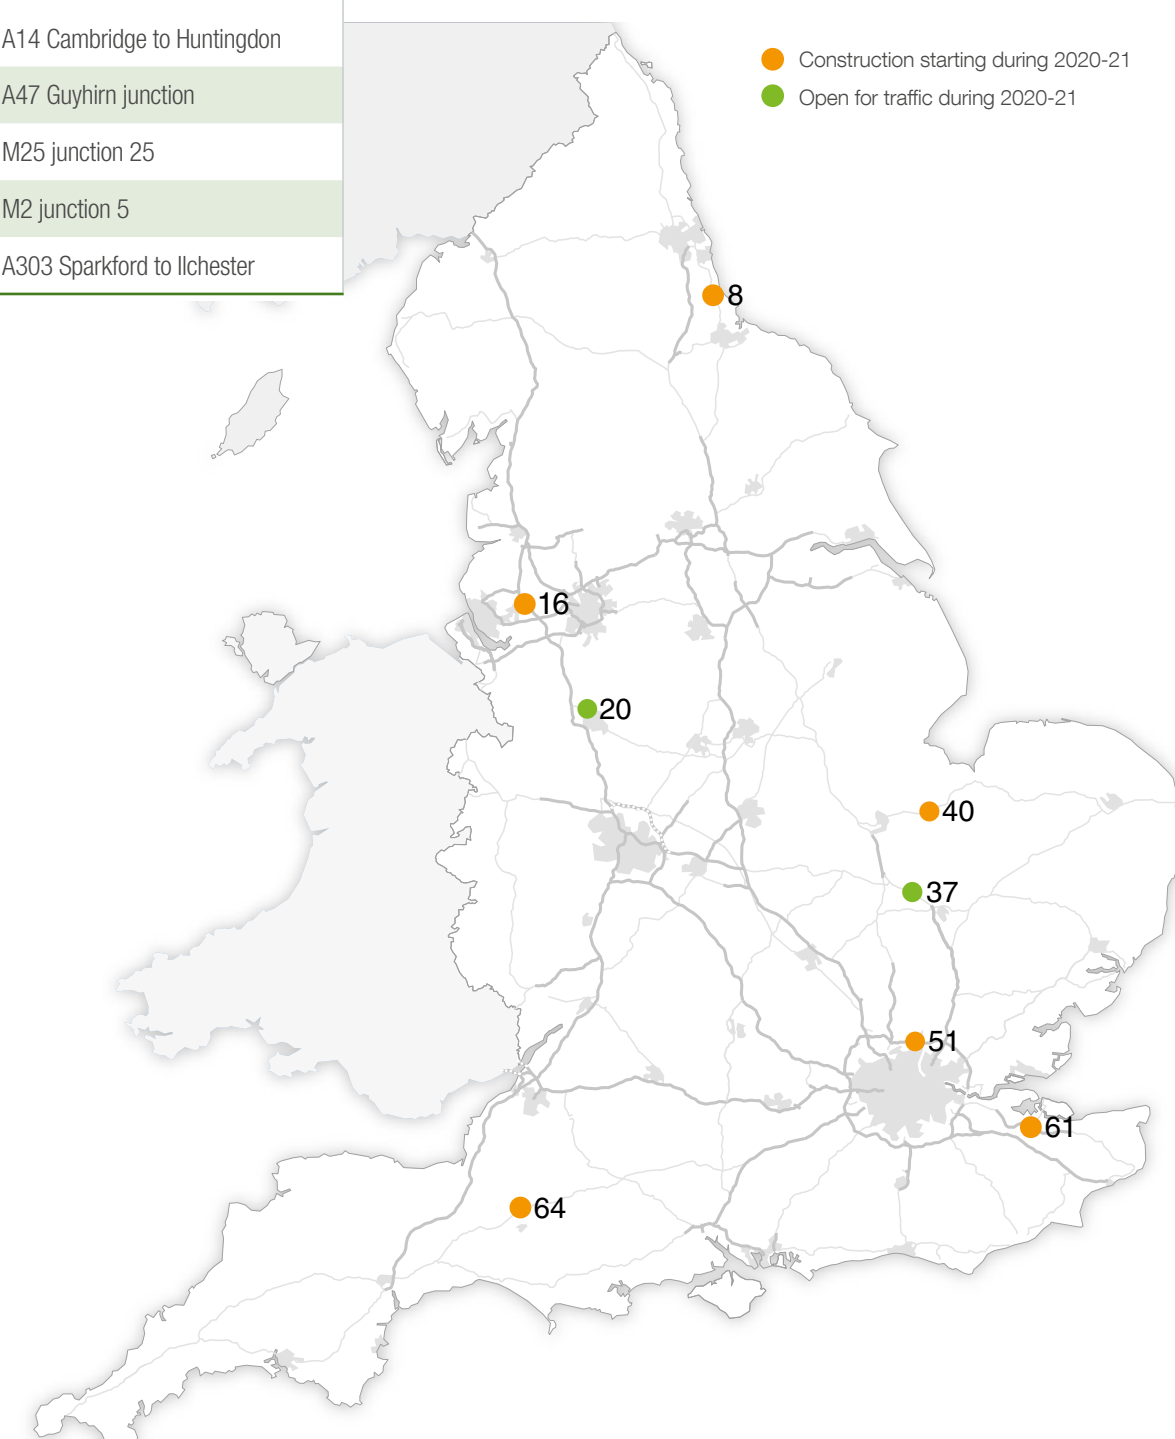 A14 Cambridge to Huntingdon
A47 Guyhirn junction
M25 junction 25
M2 junction 5
A303 Sparkford to Ilchester
Construction starting during 2020-21
Open for traffic during 2020-21
8
16
20
40
37
51
61
64